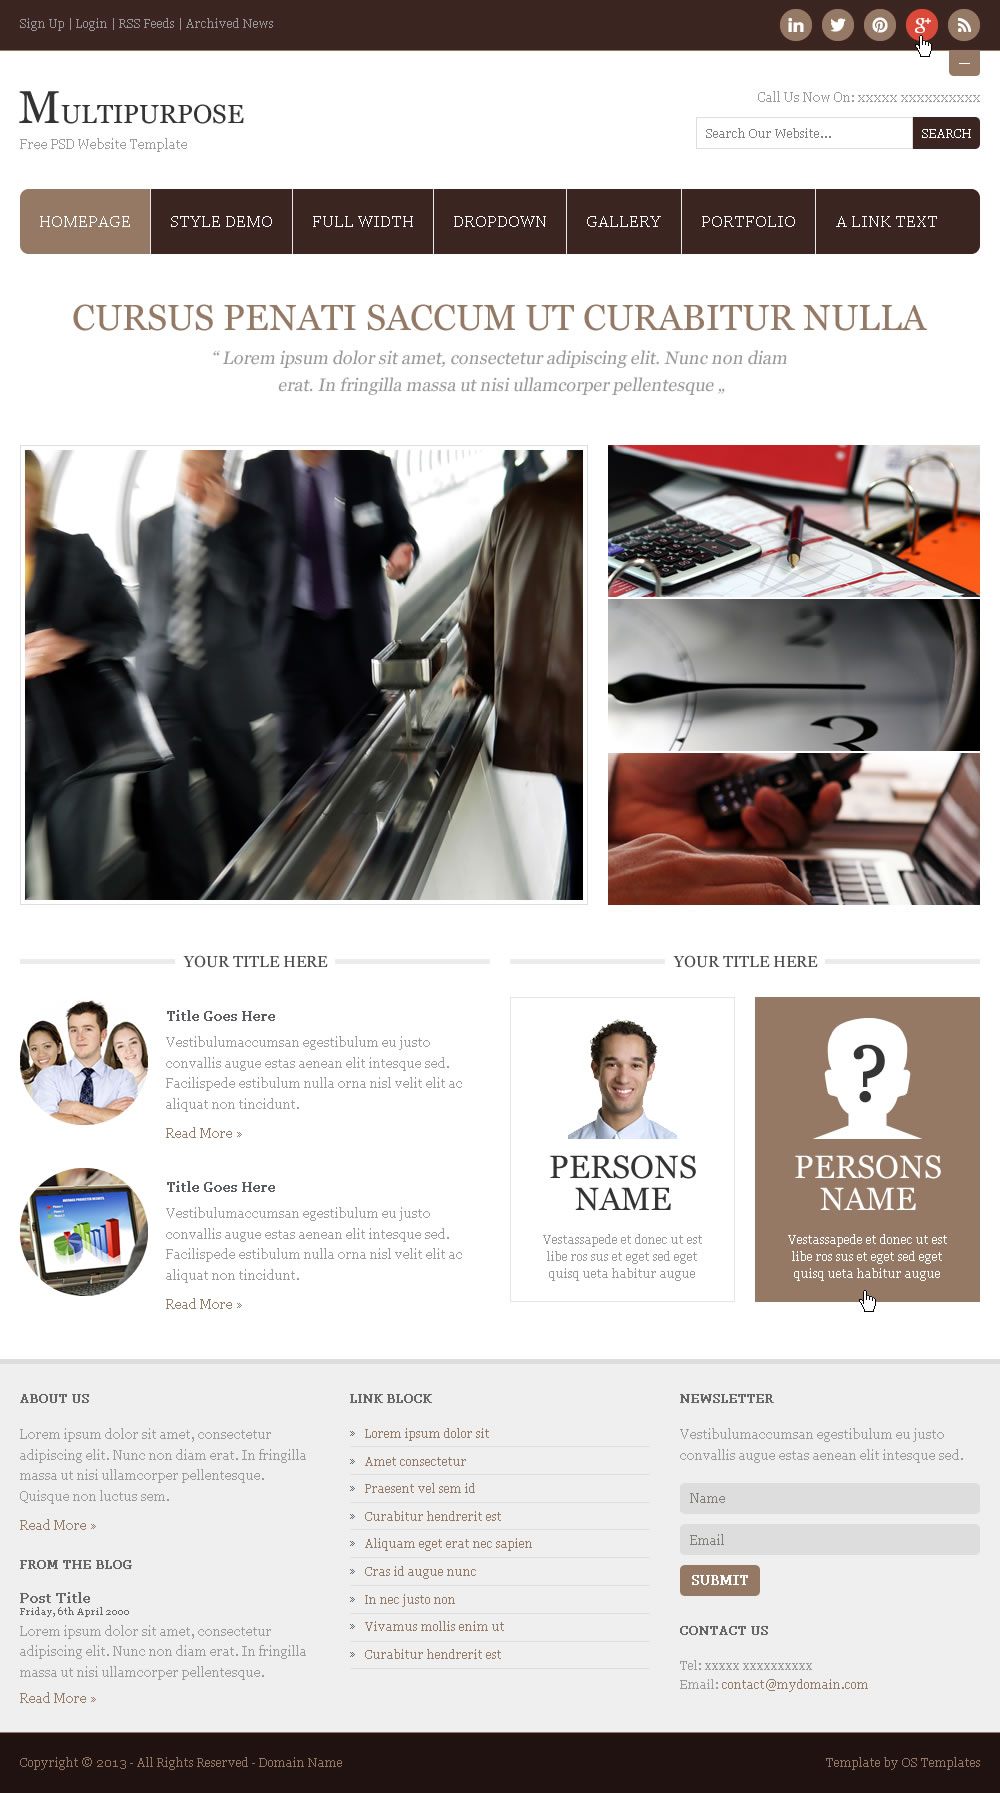 Sign Up | Login | RSS Feeds | Archived News
in g+
Multipurpose
Free PSD Website Template
Call Us Now On: xxxxx xxxxxxxxxx
Search Our Website... SEARCH
HOMEPAGE STYLE DEMO FULL WIDTH DROPDOWN GALLERY PORTFOLIO A LINK TEXT
CURSUS PENATI SACCUM UT CURABITUR NULLA
“ Lorem ipsum dolor sit amet, consectetur adipiscing elit. Nunc non diam
erat. In fringilla massa ut nisi ullamcorper pellentesque „
2
3
YOUR TITLE HERE
Title Goes Here
Vestibulumaccumsan egestibulum eu justo
convallis augue estas aenean elit intesque sed.
Facilispede estibulum nulla orna nisl velit elit ac
aliquat non tincidunt.
Read More »
Title Goes Here
Vestibulumaccumsan egestibulum eu justo
convallis augue estas aenean elit intesque sed.
Facilispede estibulum nulla orna nisl velit elit ac
aliquat non tincidunt.
Read More »
YOUR TITLE HERE
PERSONS
NAME
Vestassapede et donec ut est
libe ros sus et eget sed eget
quisq ueta habitur augue
?
PERSONS
NAME
Vestassapede et donec ut est
libe ros sus et eget sed eget
quisq ueta habitur augue
ABOUT US
Lorem ipsum dolor sit amet, consectetur
adipiscing elit. Nunc non diam erat. In fringilla
massa ut nisi ullamcorper pellentesque.
Quisque non luctus sem.
Read More »
FROM THE BLOG
Post Title
Friday, 6th April 2000
Lorem ipsum dolor sit amet, consectetur
adipiscing elit. Nunc non diam erat. In fringilla
massa ut nisi ullamcorper pellentesque.
Read More »
LINK BLOCK
» Lorem ipsum dolor sit
» Amet consectetur
» Praesent vel sem id
» Curabitur hendrerit est
» Aliquam eget erat nec sapien
» Cras id augue nunc
» In nec justo non
» Vivamus mollis enim ut
» Curabitur hendrerit est
NEWSLETTER
Vestibulumaccumsan egestibulum eu justo
convallis augue estas aenean elit intesque sed.
Name
Email
SUBMIT
CONTACT US
Tel: xxxxx xxxxxxxxxx
Email: contact@mydomain.com
Copyright © 2013 - All Rights Reserved - Domain Name
Template by OS Templates